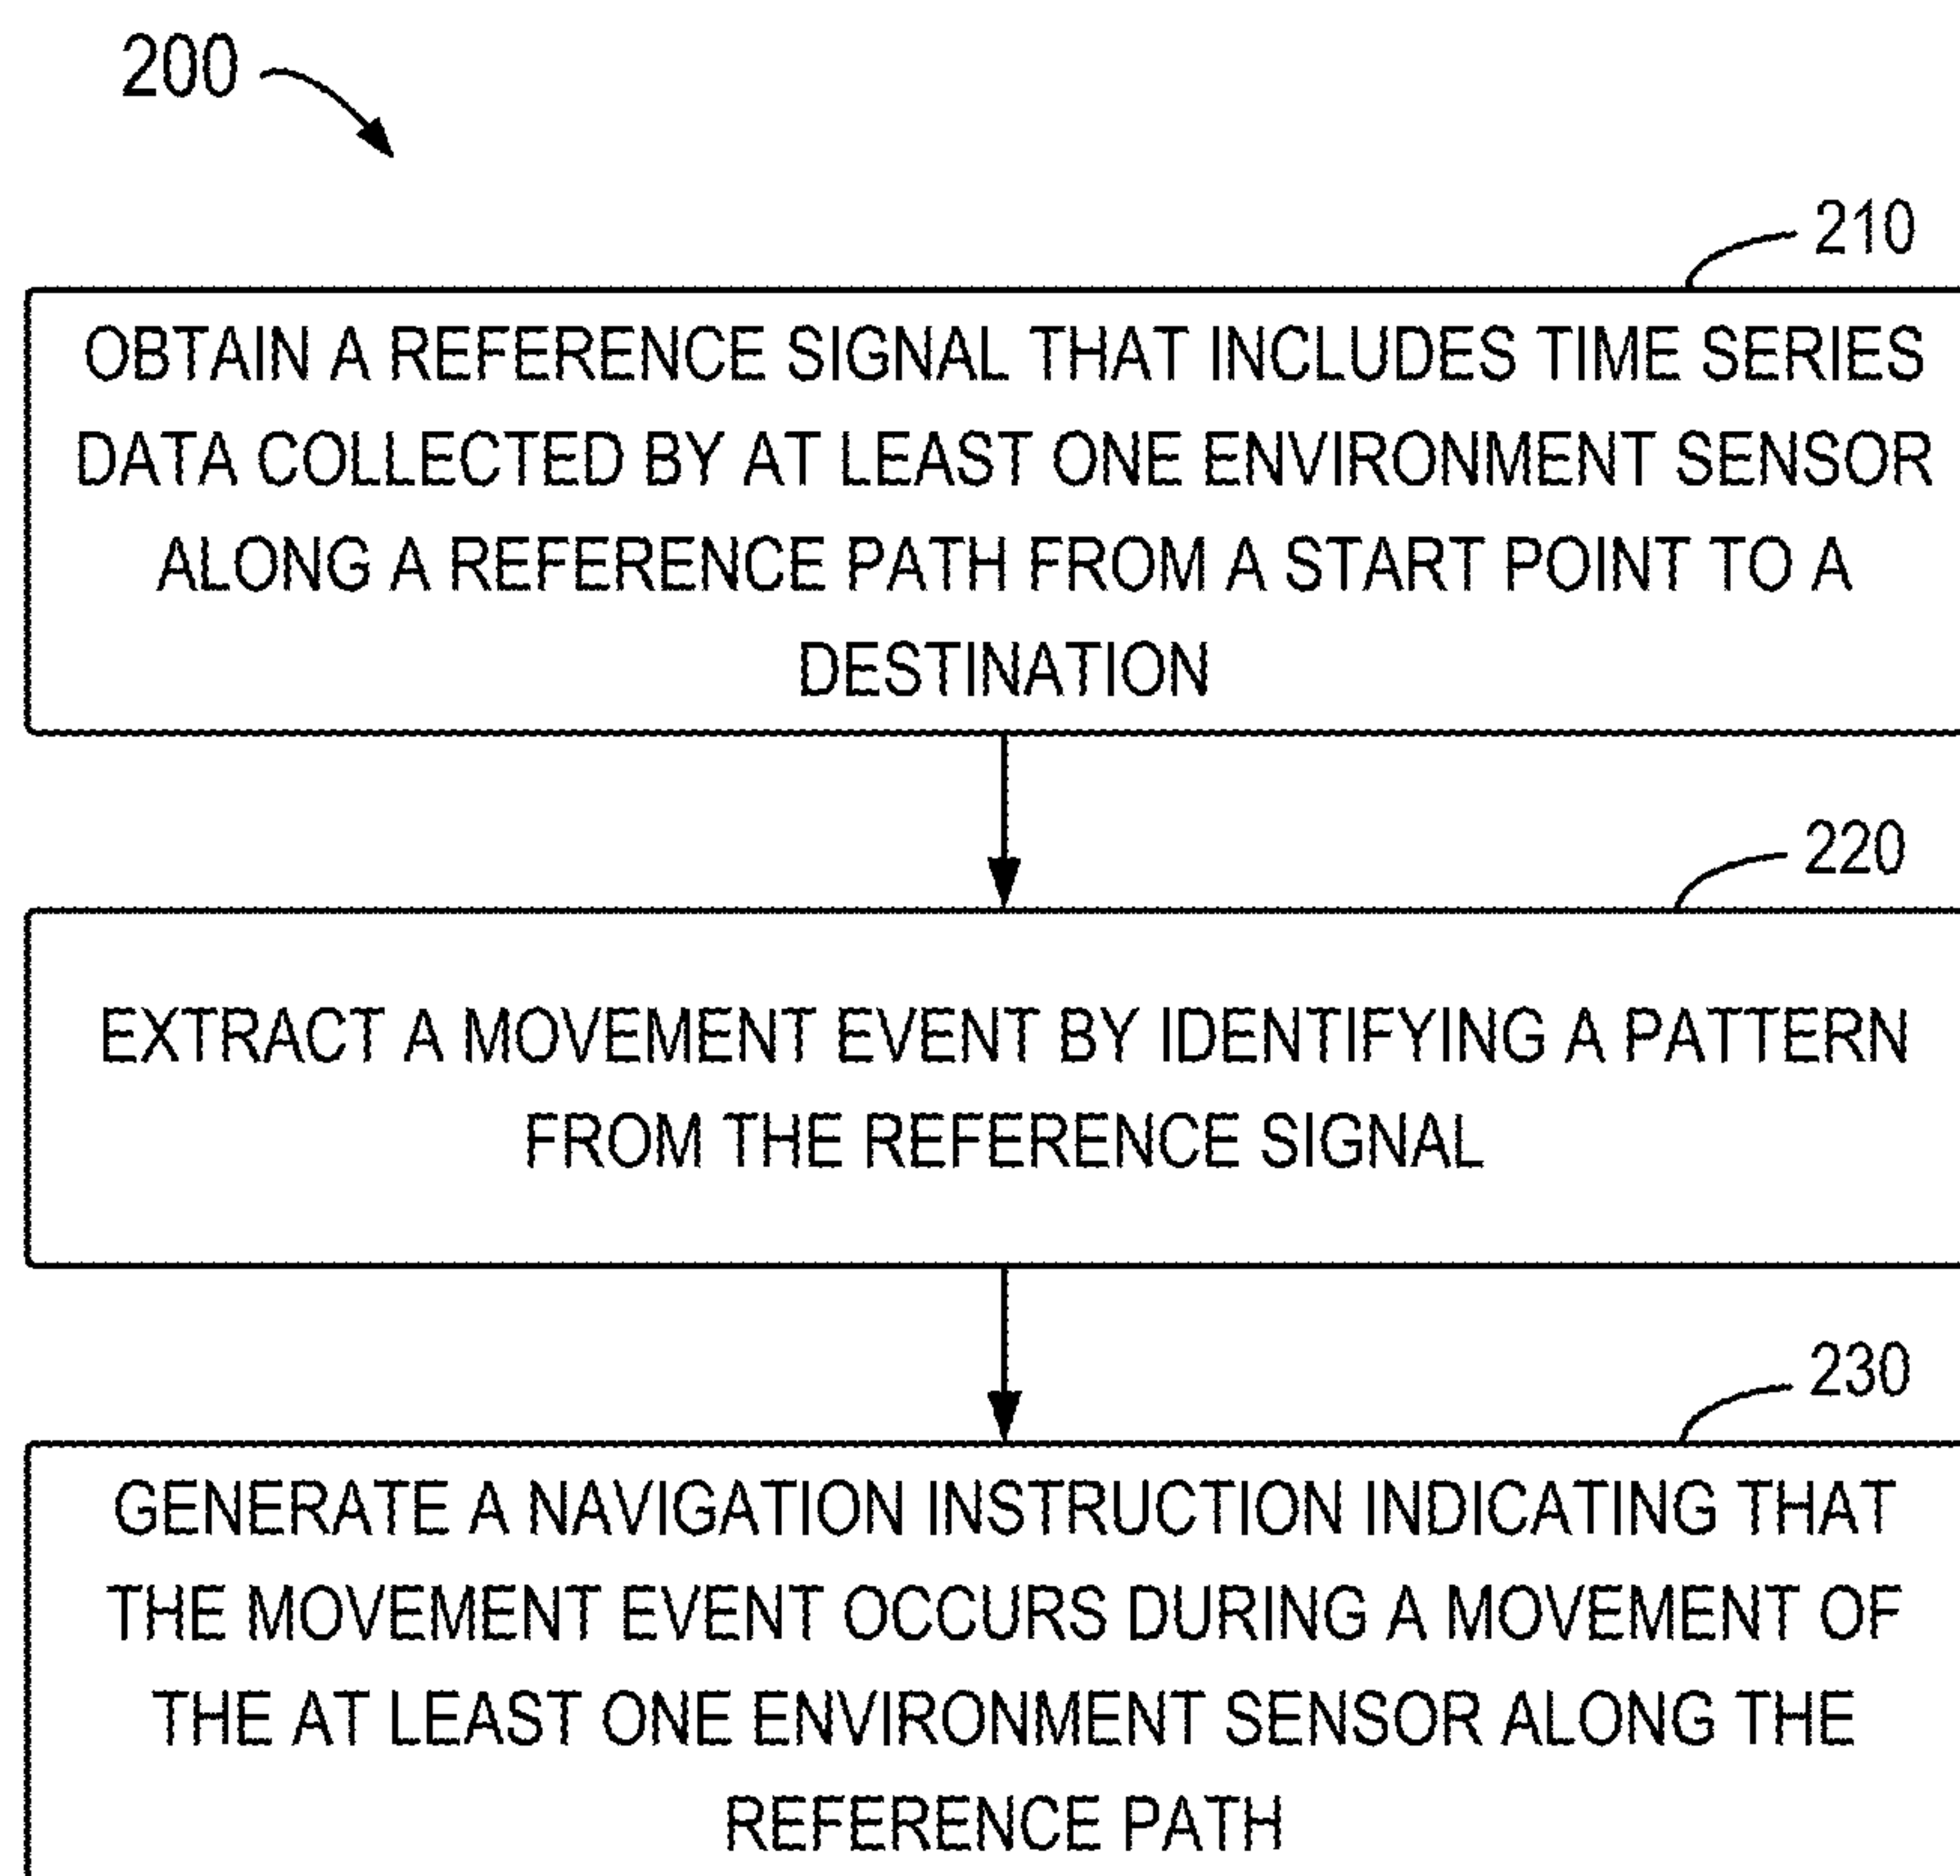 200
210
OBTAIN A REFERENCE SIGNAL THAT INCLUDES TIME SERIES
DATA COLLECTED BY AT LEAST ONE ENVIRONMENT SENSOR
ALONG A REFERENCE PATH FROM A START POINT TO A
DESTINATION
220
EXTRACT A MOVEMENT EVENT BY IDENTIFYING A PATTERN
FROM THE REFERENCE SIGNAL
230
GENERATE A NAVIGATION INSTRUCTION INDICATING THAT
THE MOVEMENT EVENT OCCURS DURING A MOVEMENT OF
THE AT LEAST ONE ENVIRONMENT SENSOR ALONG THE
REFERENCE PATH